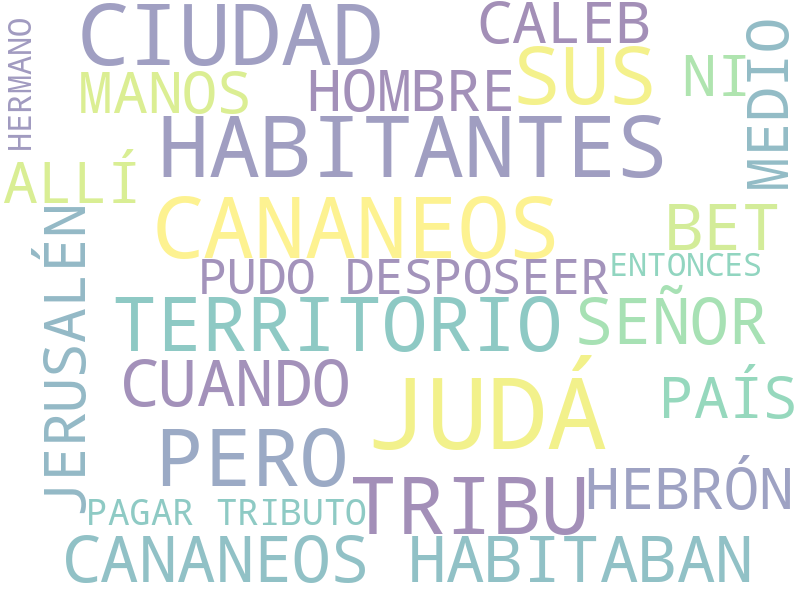 HERMANO
CIUDAD
CALEB
MANOS
HOMBRE
SUS
NI
MEDIO
HABITANTES
ALLÍ
CANANEOS
BET
JERUSALÉN
PUDO DESPOSEER
ENTONCES
TERRITORIO
SEÑOR
CUANDO
JUDÁ
PAÍS
PERO
TRIBU
HEBRÓN
PAGAR TRIBUTO
CANANEOS HABITABAN